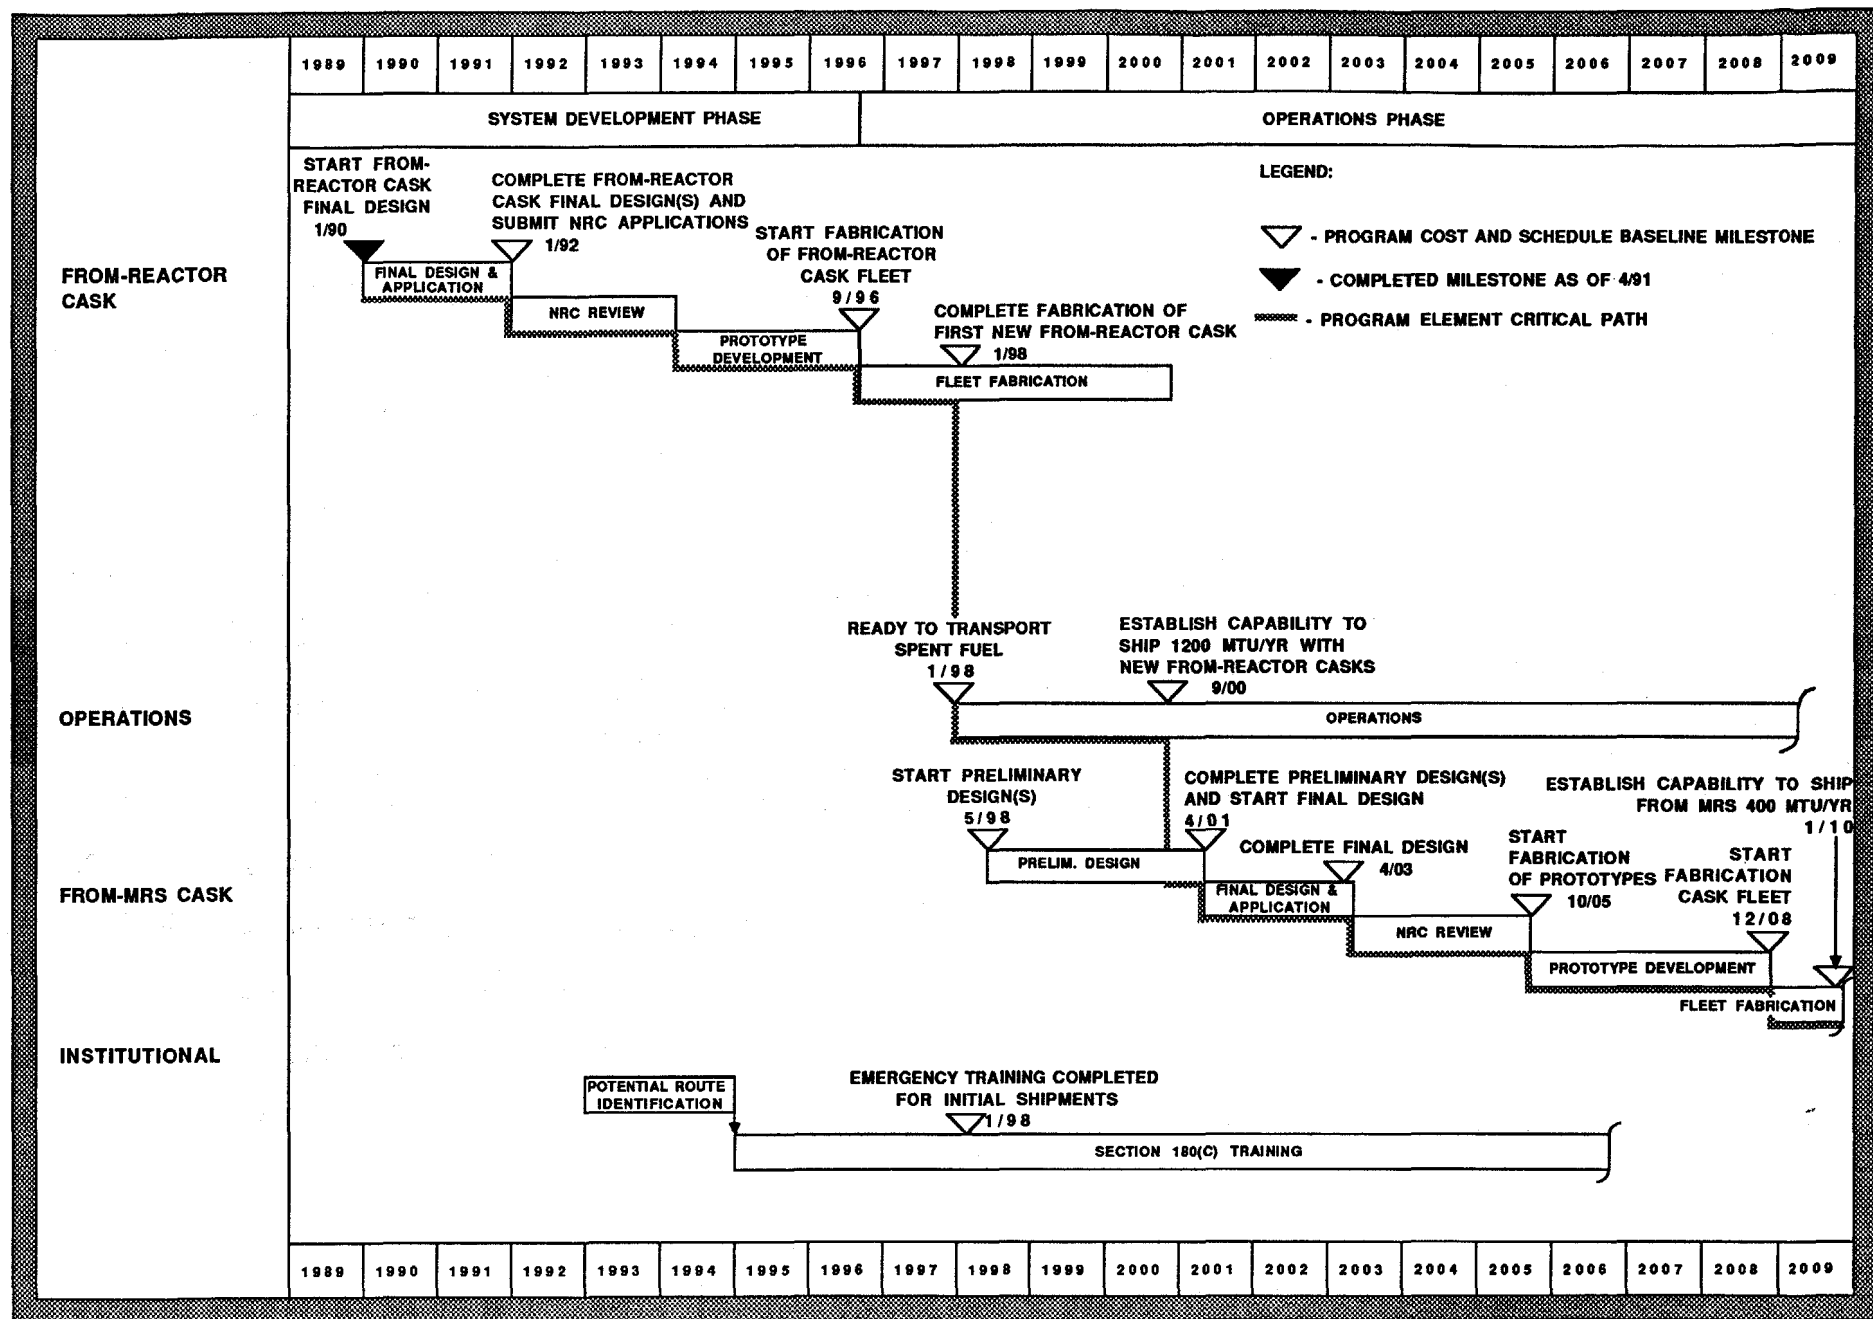 1989 1990 1991 1992 1993 1994 1995 1996 1997 1998 1999 2000 2001 2002 2003 2004 2005 2006 2007 2008 2009
SYSTEM DEVELOPMENT PHASE
OPERATIONS PHASE
FROM-REACTOR
CASK
START FROM-
REACTOR CASK
FINAL DESIGN
1/90
COMPLETE FROM-REACTOR
CASK FINAL DESIGN(S) AND
SUBMIT NRC APPLICATIONS
1/92
START FABRICATION
OF FROM-REACTOR
CASK FLEET
9/96
COMPLETE FABRICATION OF
FIRST NEW FROM-REACTOR CASK
1/98
FINAL DESIGN &
APPLICATION
NRC REVIEW
PROTOTYPE
DEVELOPMENT
FLEET FABRICATION
LEGEND:
- PROGRAM COST AND SCHEDULE BASELINE MILESTONE
- COMPLETED MILESTONE AS OF 4/91
- PROGRAM ELEMENT CRITICAL PATH
OPERATIONS
READY TO TRANSPORT
SPENT FUEL
1/98
ESTABLISH CAPABILITY TO
SHIP 1200 MTU/YR WITH
NEW FROM-REACTOR CASKS
9/00
OPERATIONS
FROM-MRS CASK
START PRELIMINARY
DESIGN(S)
5/98
COMPLETE PRELIMINARY DESIGN(S)
AND START FINAL DESIGN
4/01
COMPLETE FINAL DESIGN
4/03
START
FABRICATION
OF PROTOTYPES
10/05
START
FABRICATION
CASK FLEET
12/08
ESTABLISH CAPABILITY TO SHIP
FROM MRS 400 MTU/YR
1/10
PRELIM. DESIGN
FINAL DESIGN &
APPLICATION
NRC REVIEW
PROTOTYPE DEVELOPMENT
FLEET FABRICATION
INSTITUTIONAL
POTENTIAL ROUTE
IDENTIFICATION
EMERGENCY TRAINING COMPLETED
FOR INITIAL SHIPMENTS
1/98
SECTION 180(C) TRAINING
1989 1990 1991 1992 1993 1994 1995 1996 1997 1998 1999 2000 2001 2002 2003 2004 2005 2006 2007 2008 2009